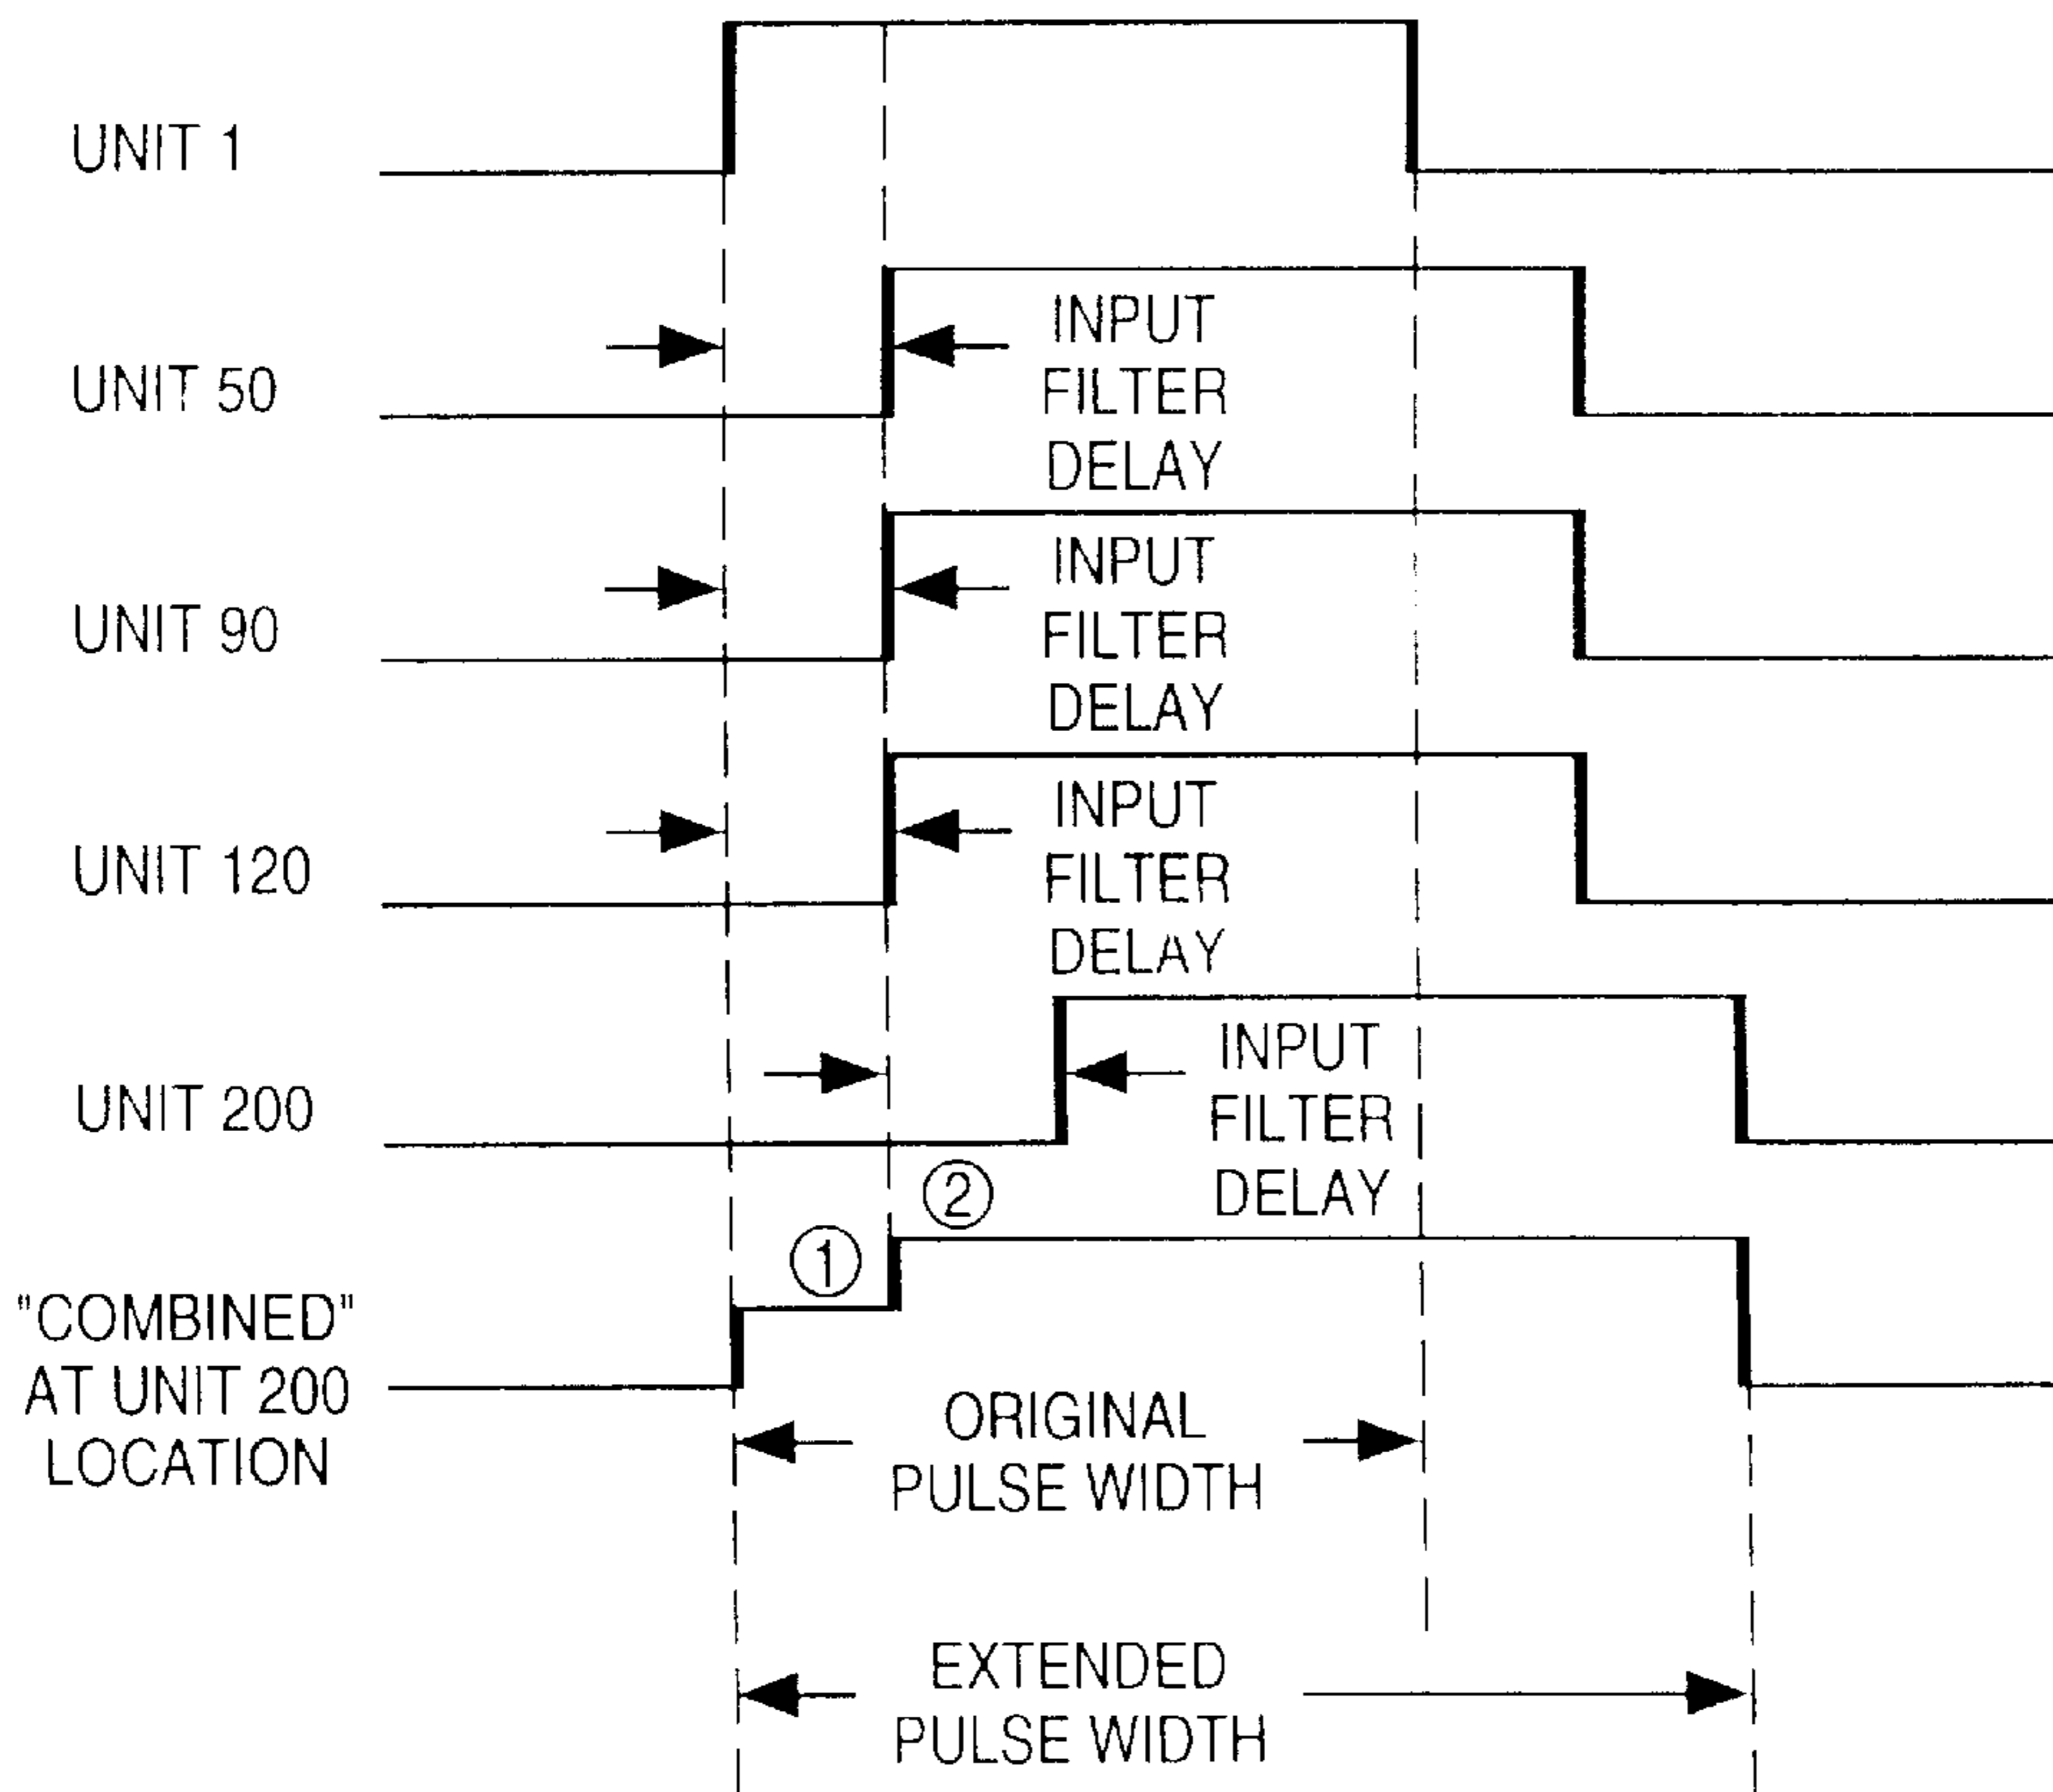 UNIT 1
UNIT 50
INPUT
FILTER
DELAY
UNIT 90
INPUT
FILTER
DELAY
UNIT 120
INPUT
FILTER
DELAY
UNIT 200
INPUT
FILTER
DELAY
①
②
"COMBINED"
AT UNIT 200
LOCATION
ORIGINAL
PULSE WIDTH
EXTENDED
PULSE WIDTH